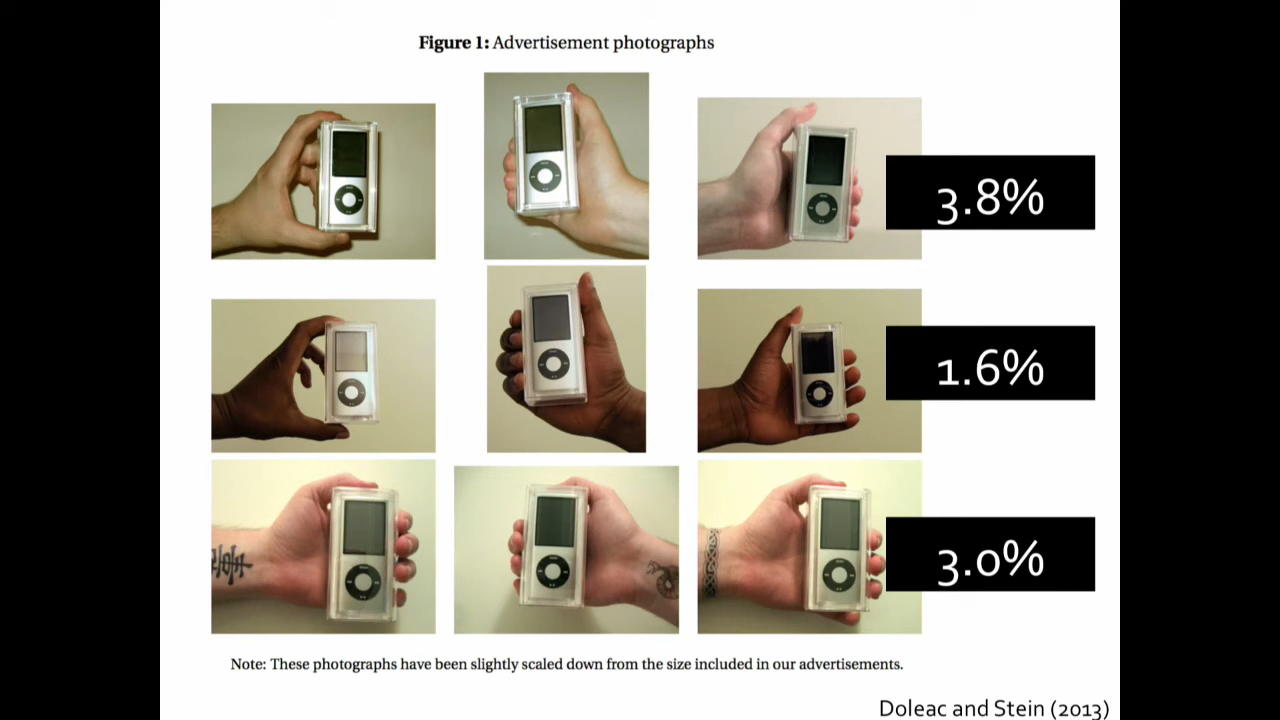 Figure 1: Advertisement photographs
3.8%
1.6%
3.0%
Note: These photographs have been slightly scaled down from the size included in our advertisements.
Doleac and Stein (2013)